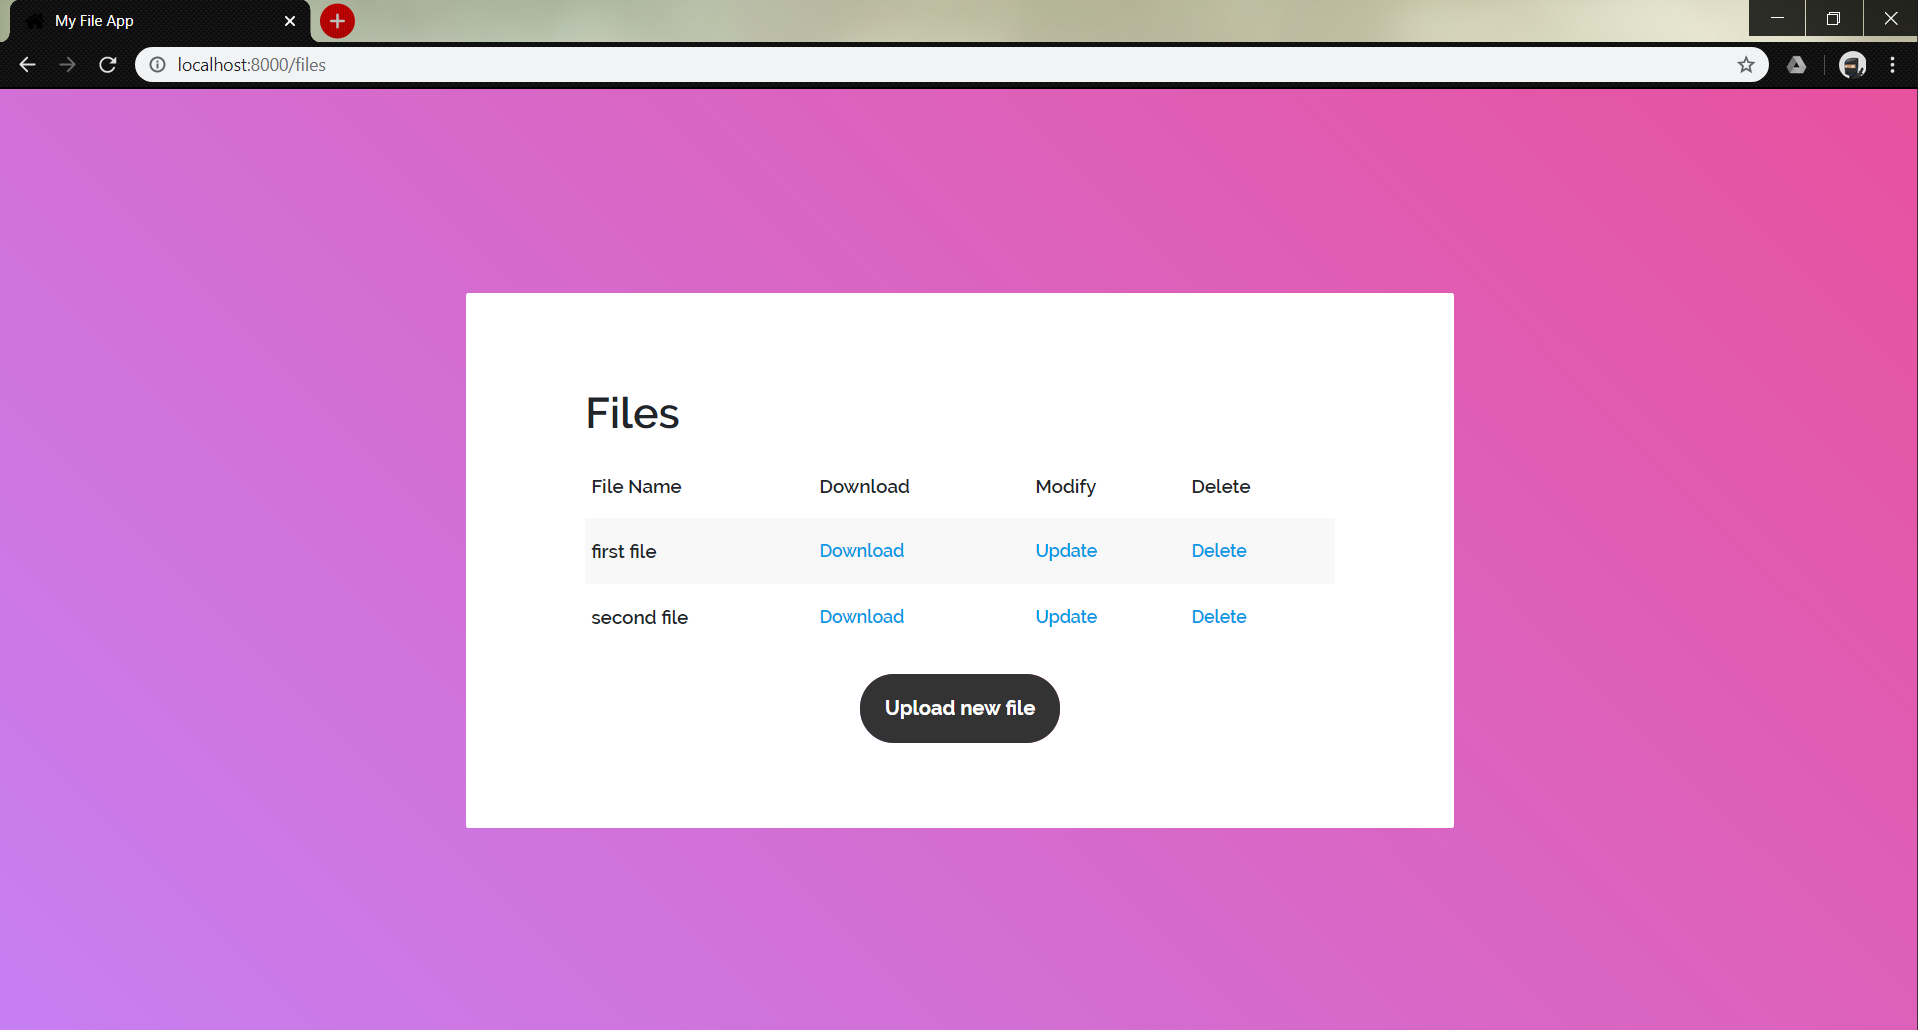 My File App
localhost:8000/files
Files
File Name Download Modify Delete
first file Download Update Delete
second file Download Update Delete
Upload new file